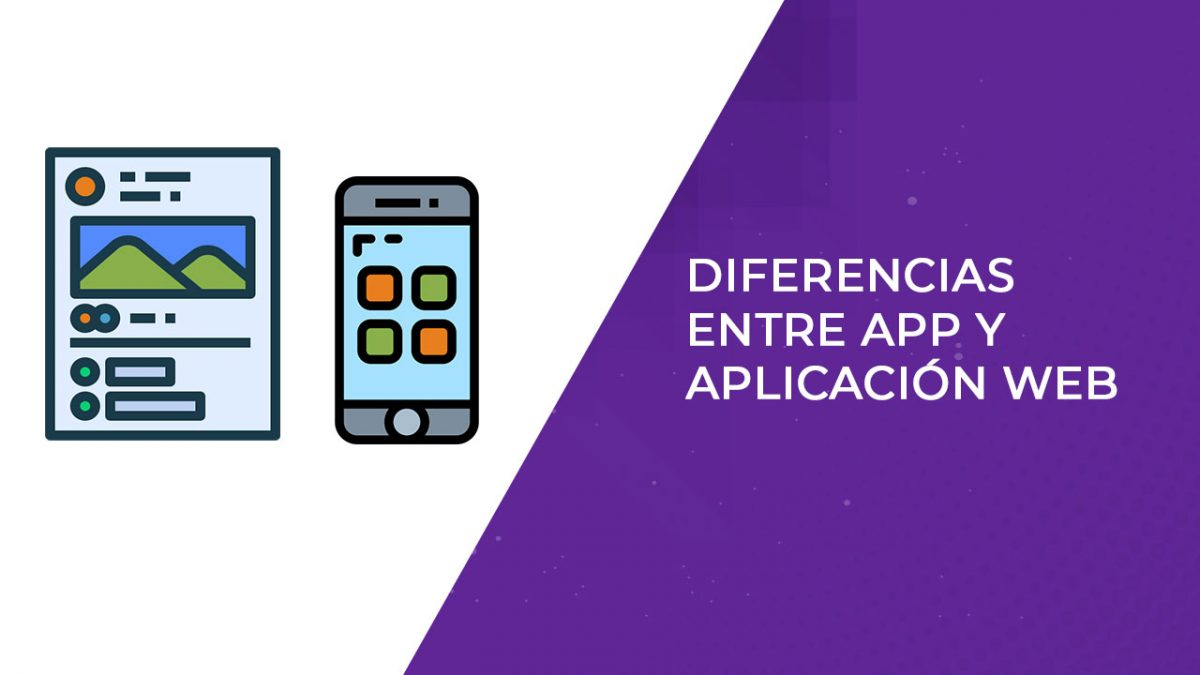 DIFERENCIAS
ENTRE APP Y
APLICACIÓN WEB